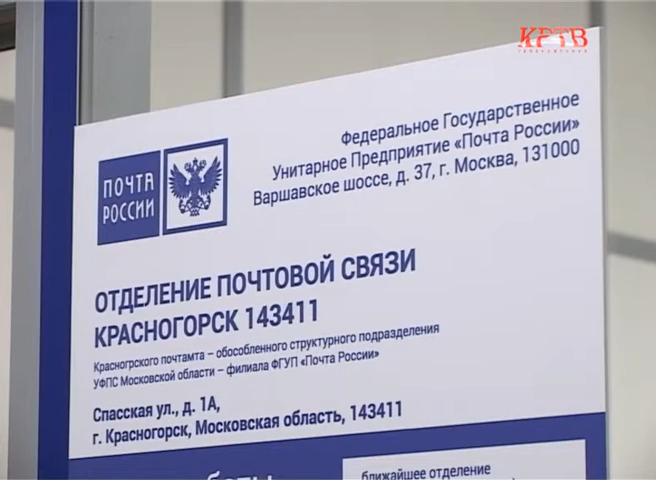 КРТВ
Федеральное Государственное
Унитарное Предприятие «Почта России»
Варшавское шоссе, д. 37, г. Москва, 131000
ПОЧТА
РОССИИ
ОТДЕЛЕНИЕ ПОЧТОВОЙ СВЯЗИ
КРАСНОГОРСК 143411
Красногрского почтамта – обособленного структурного подразделения
УФПС Московской области – филиала ФГУП «Почта России»
Спасская ул., д. 1А,
г. Красногорск, Московская область, 143411
ближайшее отделение